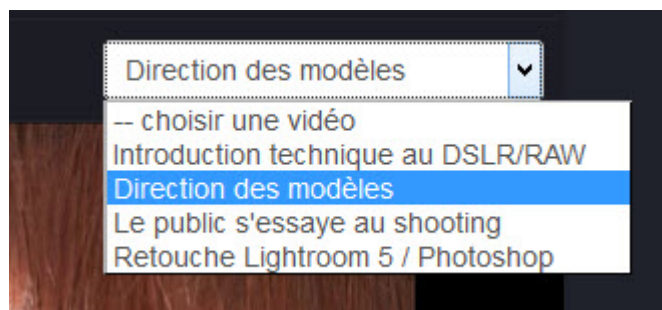 Direction des modèles
-- choisir une vidéo
Introduction technique au DSLR/RAW
Direction des modèles
Le public s'essaye au shooting
Retouche Lightroom 5 / Photoshop